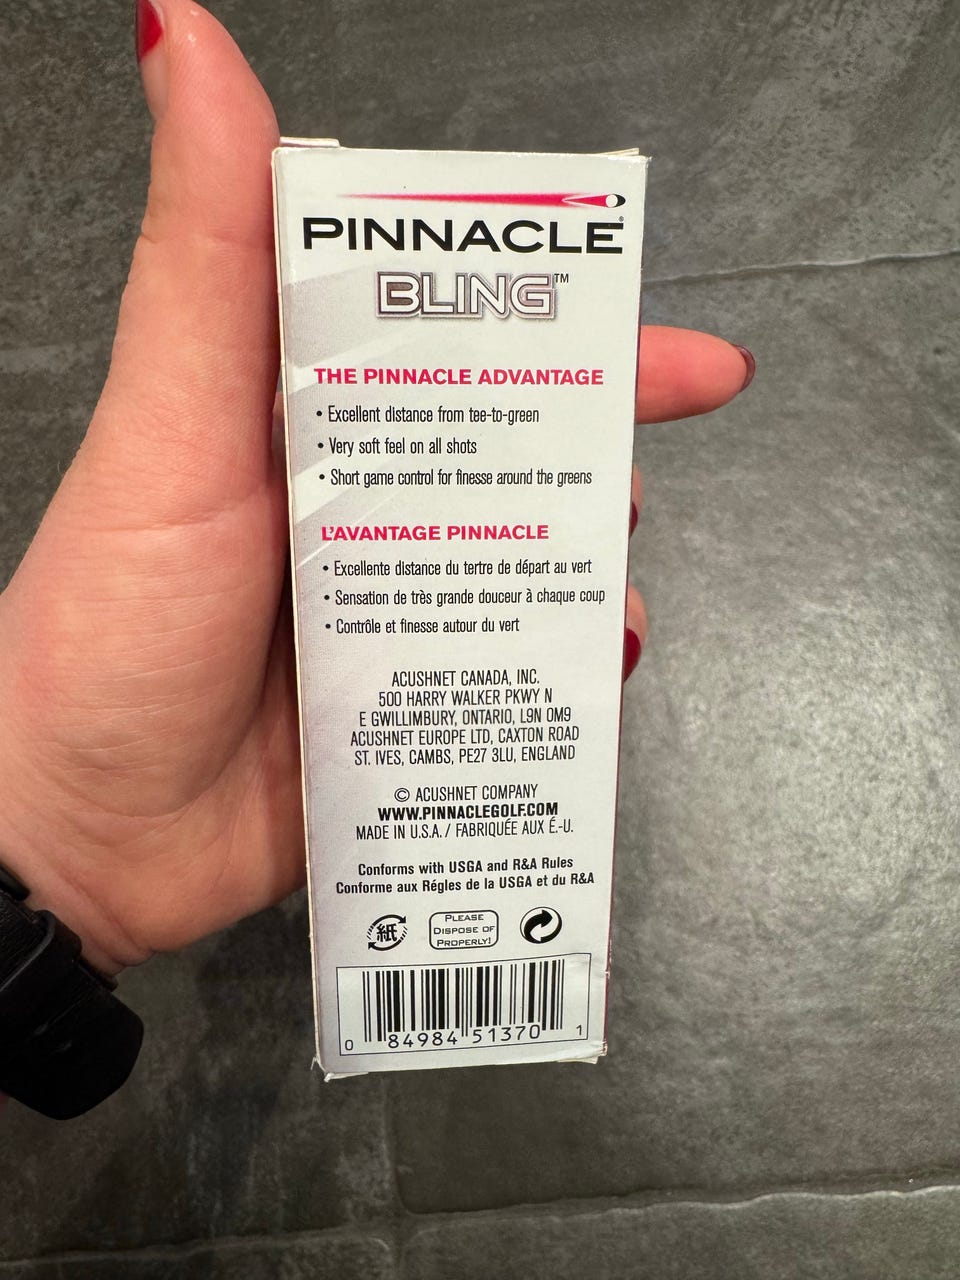 PINNACLE®
BLING™
THE PINNACLE ADVANTAGE
• Excellent distance from tee-to-green
• Very soft feel on all shots
• Short game control for finesse around the greens
L'AVANTAGE PINNACLE
• Excellente distance du tertre de départ au vert
• Sensation de très grande douceur à chaque coup
• Contrôle et finesse autour du vert
ACUSHNET CANADA, INC.
500 HARRY WALKER PKWY N
E GWILLIMBURY, ONTARIO, L9N 0M9
ACUSHNET EUROPE LTD, CAXTON ROAD
ST. IVES, CAMBS, PE27 3LU, ENGLAND
© ACUSHNET COMPANY
WWW.PINNACLEGOLF.COM
MADE IN U.S.A. / FABRIQUÉE AUX É.-U.
Conforms with USGA and R&A Rules
Conforme aux Régles de la USGA et du R&A
紙
PLEASE
DISPOSE OF
PROPERLY!
0 84984 51370 1